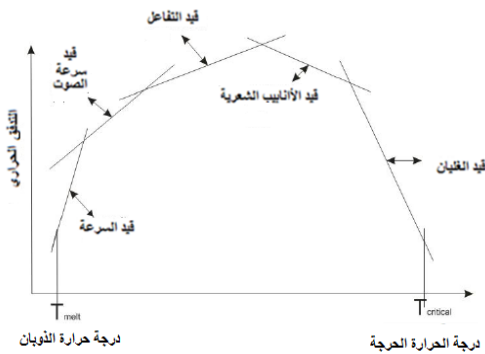 قيد التفاعل
قيد
سرعة
الصوت
قيد الأنابيب الشعرية
التدفق الحراري
قيد الغليان
قيد السرعة
T melt
T critical
درجة حرارة الذوبان
درجة الحرارة الحرجة